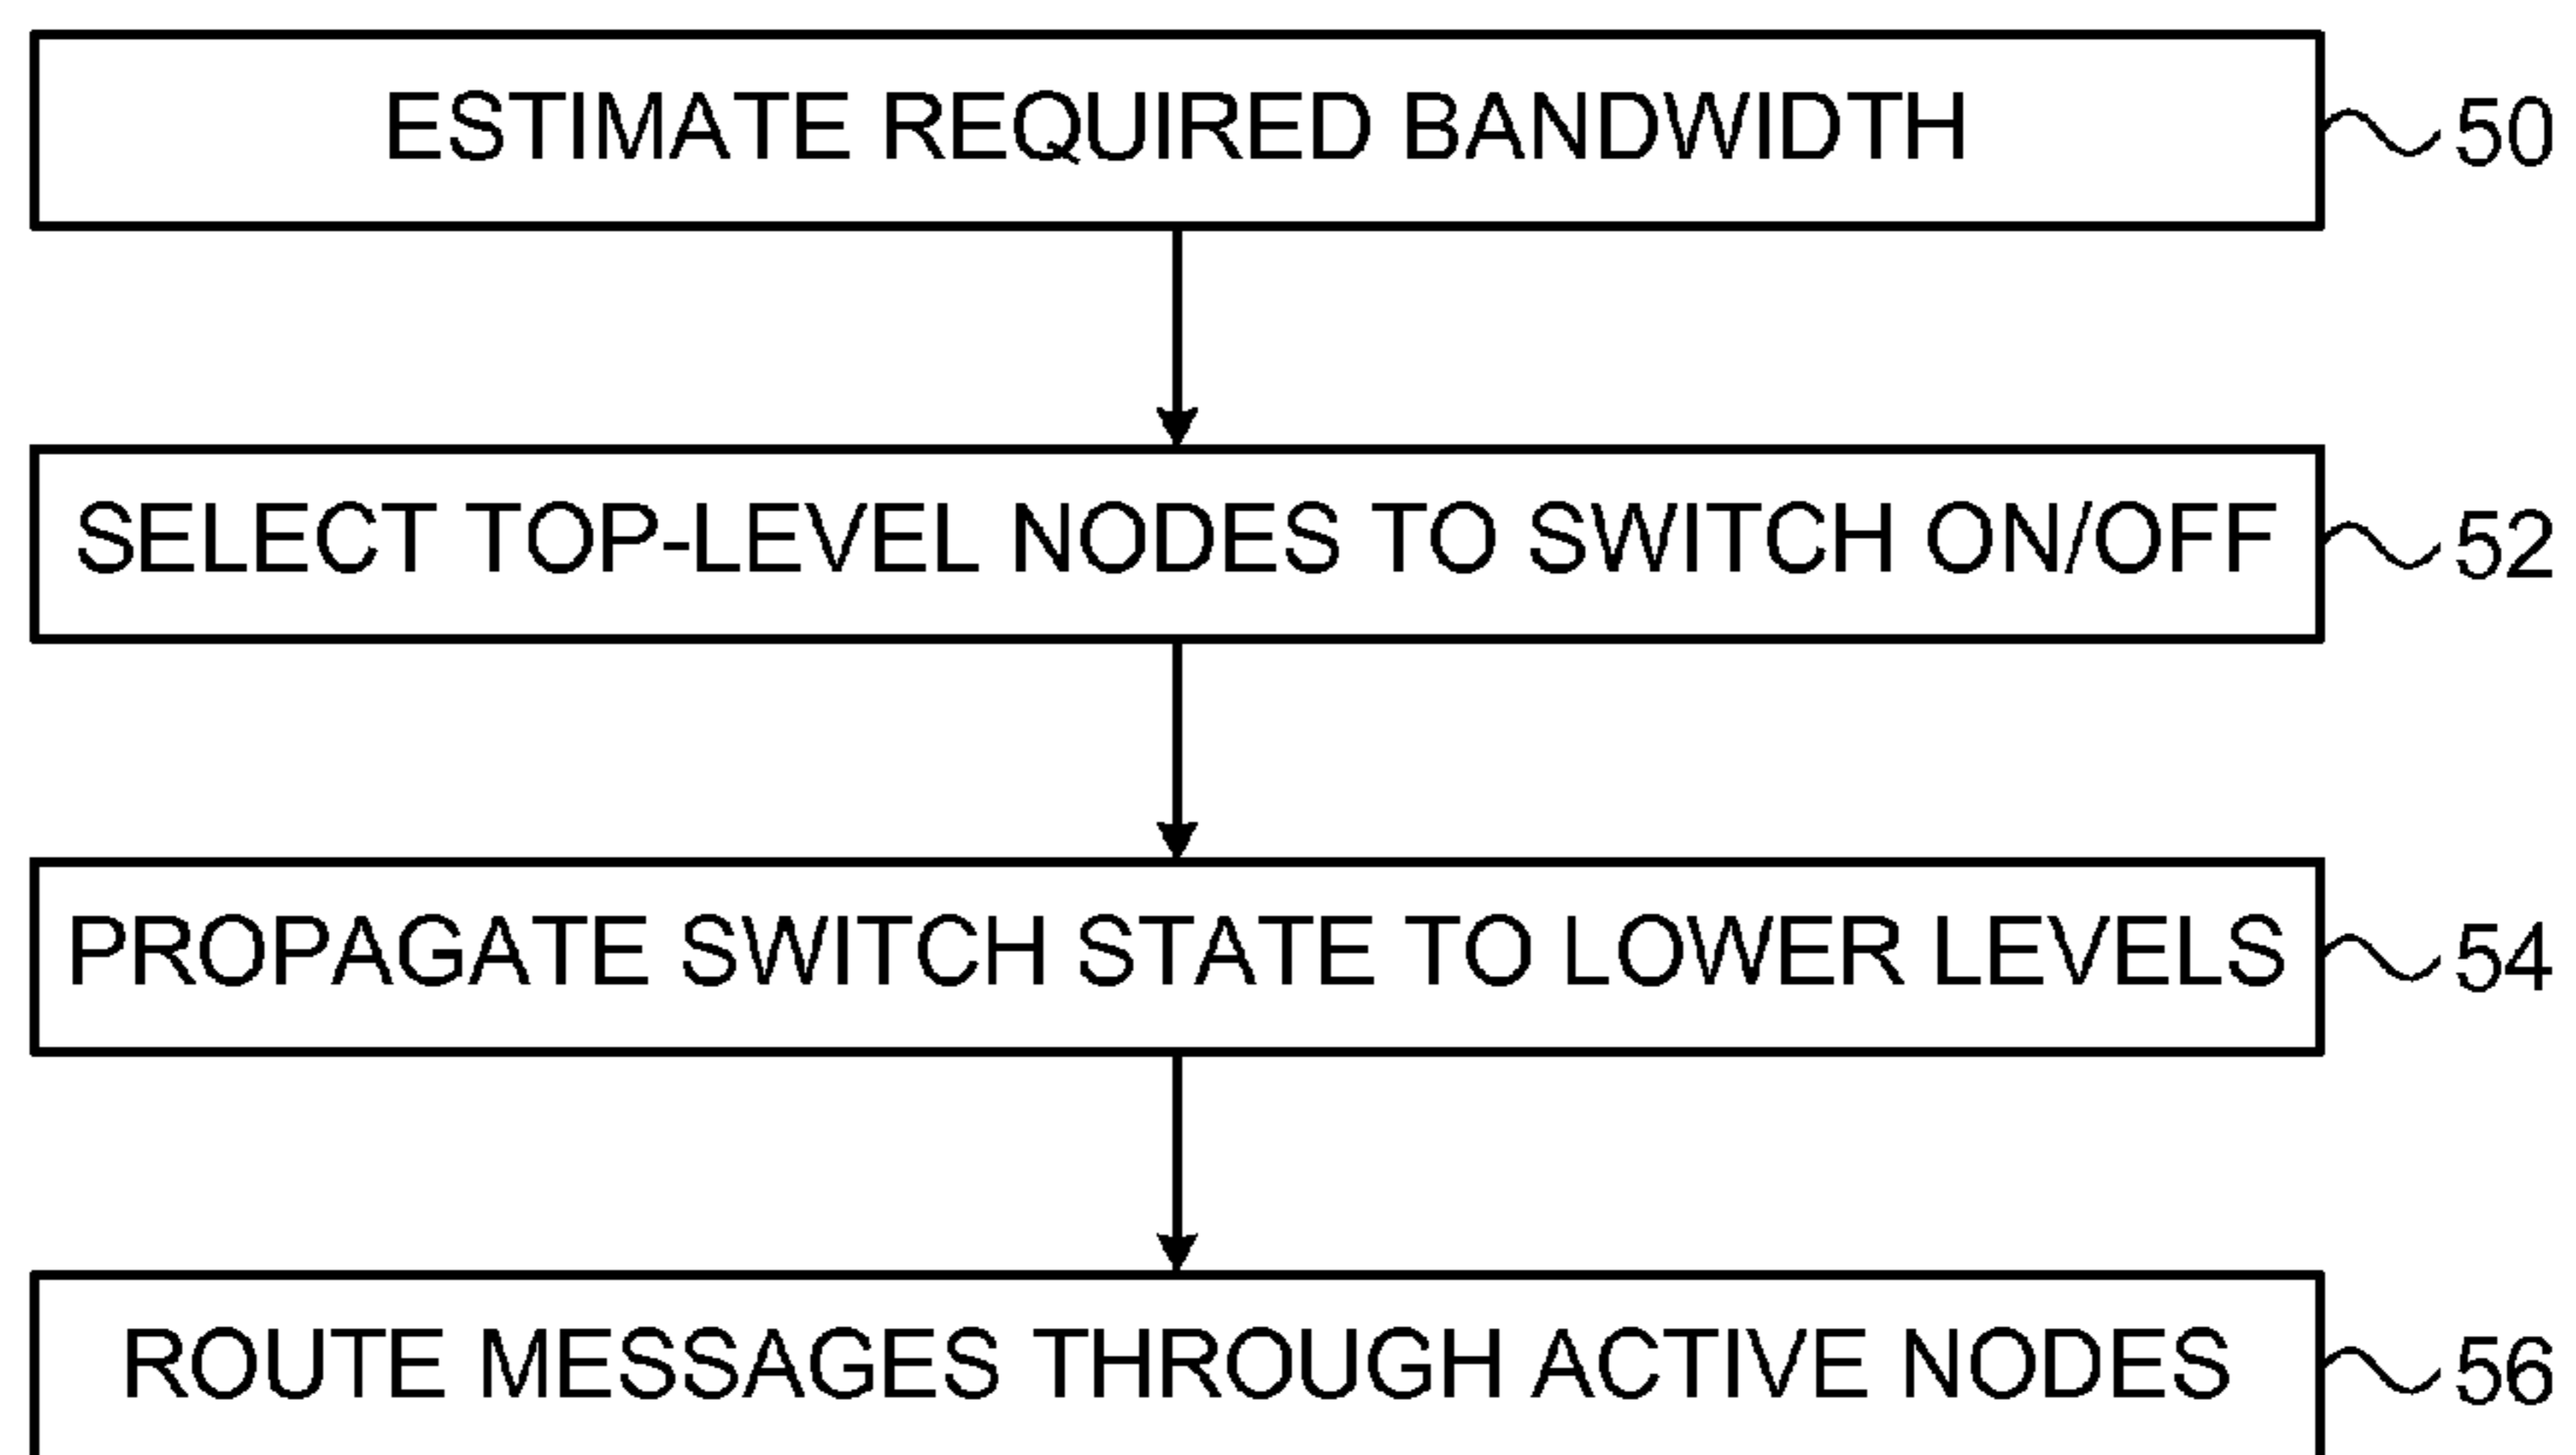 ESTIMATE REQUIRED BANDWIDTH 50
SELECT TOP-LEVEL NODES TO SWITCH ON/OFF 52
PROPAGATE SWITCH STATE TO LOWER LEVELS 54
ROUTE MESSAGES THROUGH ACTIVE NODES 56